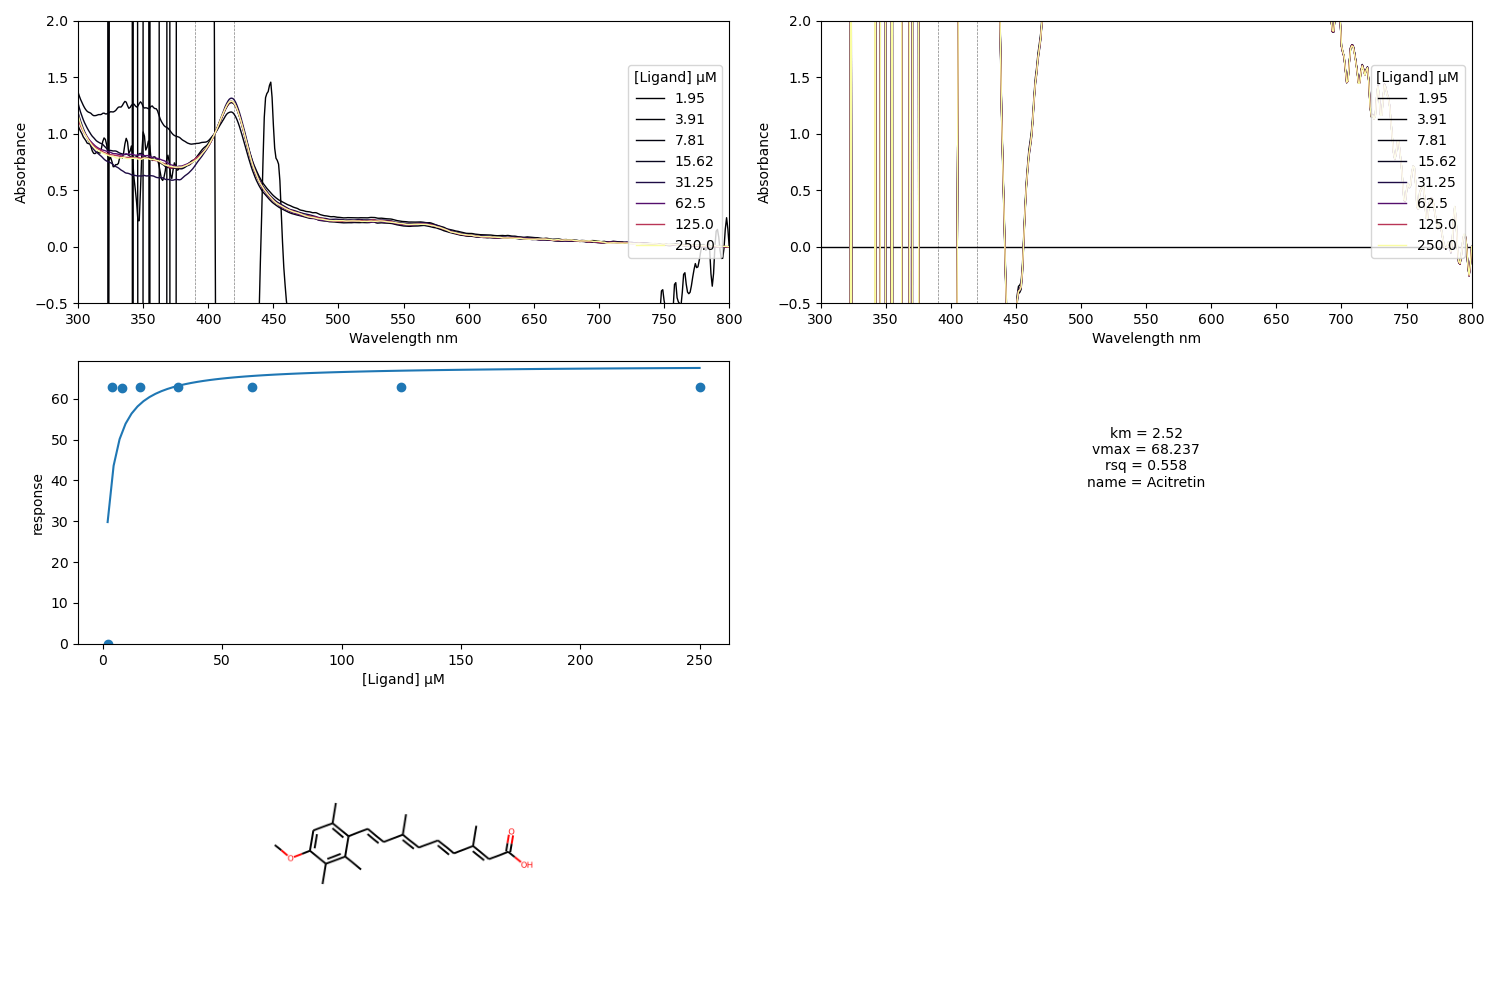 2.0
1.5
1.0
0.5
0.0
−0.5
Absorbance
300 350 400 450 500 550 600 650 700 750 800
Wavelength nm
[Ligand] μM
1.95
3.91
7.81
15.62
31.25
62.5
125.0
250.0
2.0
1.5
1.0
0.5
0.0
−0.5
Absorbance
300 350 400 450 500 550 600 650 700 750 800
Wavelength nm
[Ligand] μM
1.95
3.91
7.81
15.62
31.25
62.5
125.0
250.0
60
50
40
30
20
10
0
response
0 50 100 150 200 250
[Ligand] μM
km = 2.52
vmax = 68.237
rsq = 0.558
name = Acitretin
O
O
OH